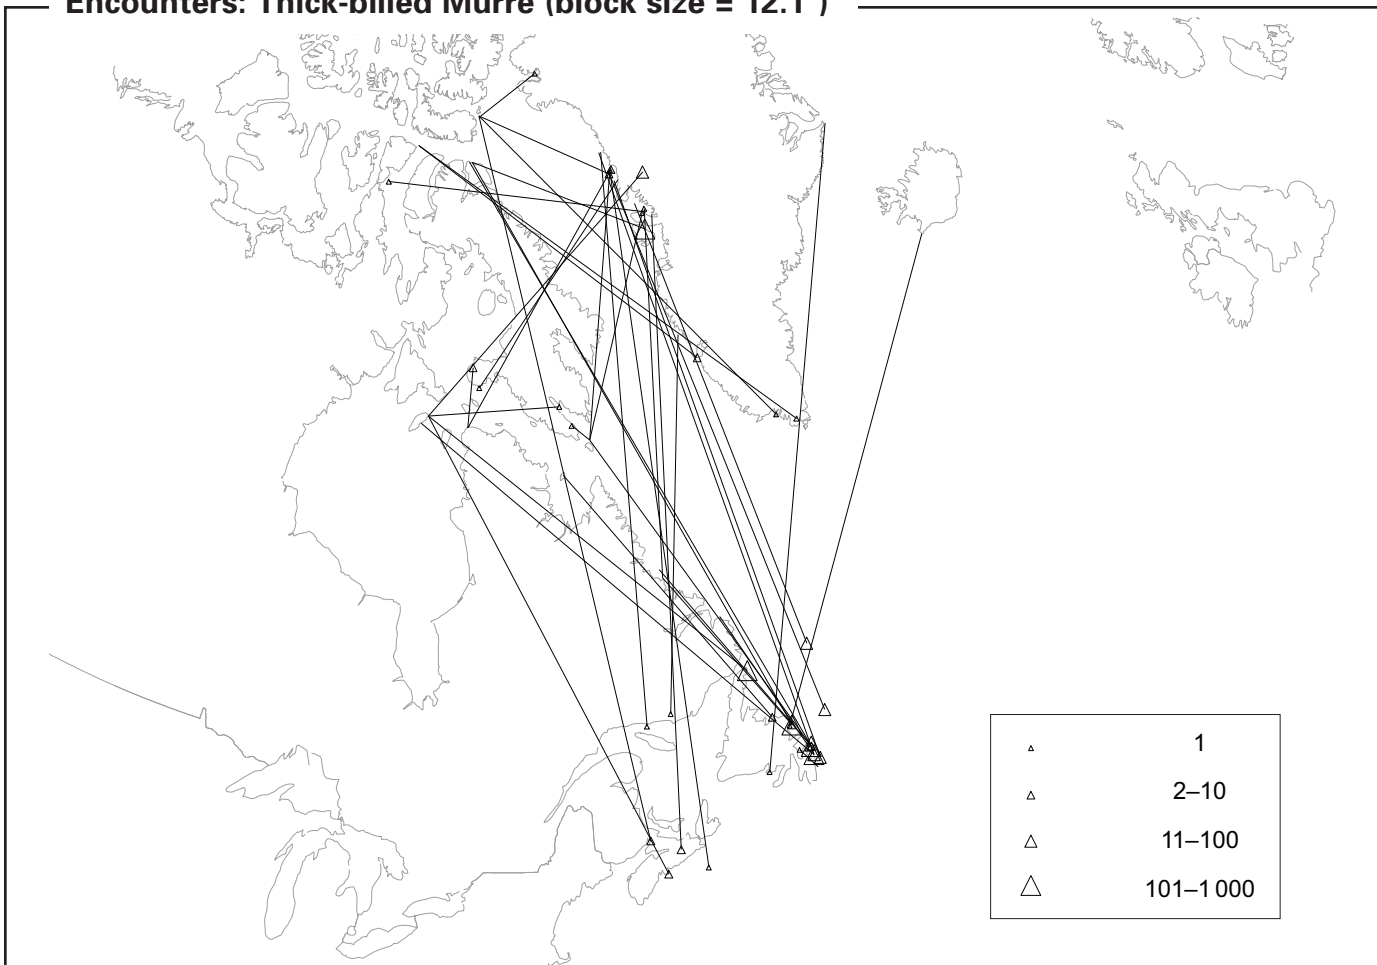 Encounters: Thick-billed Murre (block size = 12.1°)
1
2–10
11–100
101–1 000